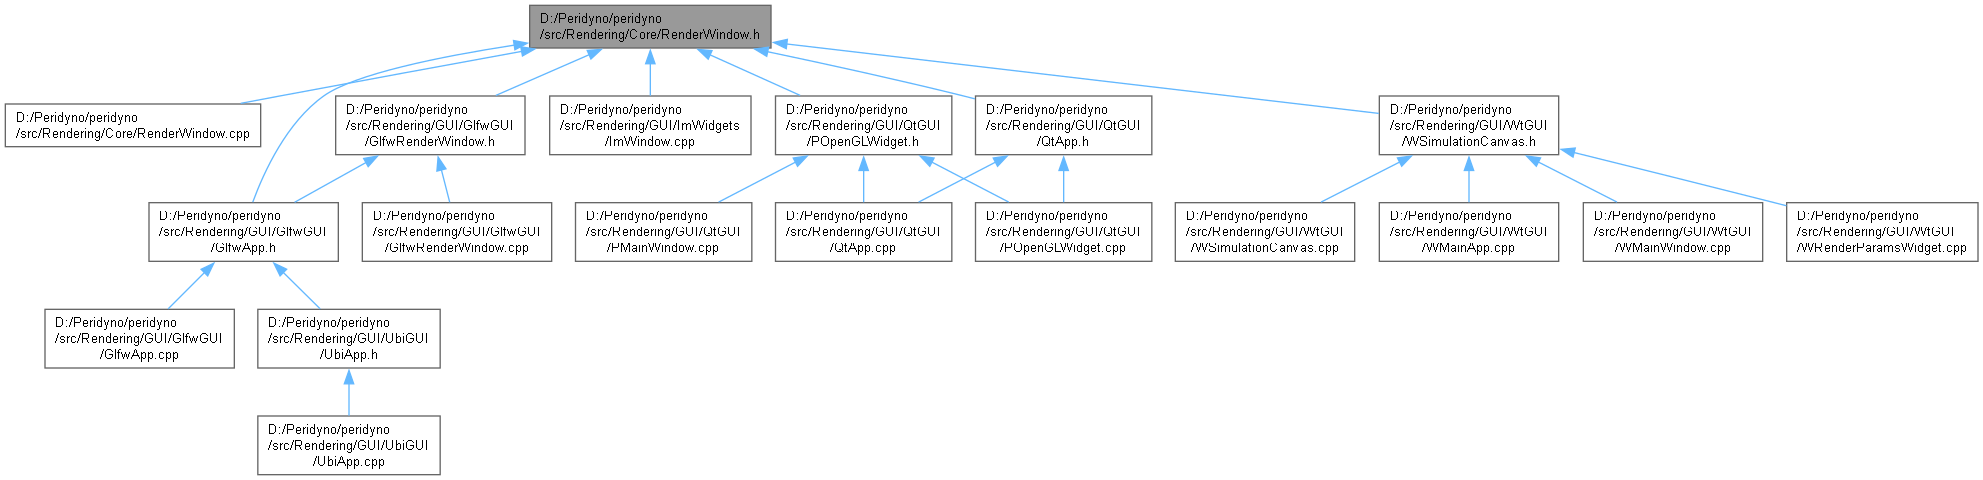 D:/Peridyno/peridyno
/src/Rendering/Core/RenderWindow.h
D:/Peridyno/peridyno
/src/Rendering/Core/RenderWindow.cpp
D:/Peridyno/peridyno
/src/Rendering/GUI/GlfwGUI
/GlfwRenderWindow.h
D:/Peridyno/peridyno
/src/Rendering/GUI/ImWidgets
/ImWindow.cpp
D:/Peridyno/peridyno
/src/Rendering/GUI/QtGUI
/POpenGLWidget.h
D:/Peridyno/peridyno
/src/Rendering/GUI/QtGUI
/QtApp.h
D:/Peridyno/peridyno
/src/Rendering/GUI/WtGUI
/WSimulationCanvas.h
D:/Peridyno/peridyno
/src/Rendering/GUI/GlfwGUI
/GlfwApp.h
D:/Peridyno/peridyno
/src/Rendering/GUI/GlfwGUI
/GlfwRenderWindow.cpp
D:/Peridyno/peridyno
/src/Rendering/GUI/QtGUI
/PMainWindow.cpp
D:/Peridyno/peridyno
/src/Rendering/GUI/QtGUI
/QtApp.cpp
D:/Peridyno/peridyno
/src/Rendering/GUI/QtGUI
/POpenGLWidget.cpp
D:/Peridyno/peridyno
/src/Rendering/GUI/WtGUI
/WSimulationCanvas.cpp
D:/Peridyno/peridyno
/src/Rendering/GUI/WtGUI
/WMainApp.cpp
D:/Peridyno/peridyno
/src/Rendering/GUI/WtGUI
/WMainWindow.cpp
D:/Peridyno/peridyno
/src/Rendering/GUI/WtGUI
/WRenderParamsWidget.cpp
D:/Peridyno/peridyno
/src/Rendering/GUI/GlfwGUI
/GlfwApp.cpp
D:/Peridyno/peridyno
/src/Rendering/GUI/UbiGUI
/UbiApp.h
D:/Peridyno/peridyno
/src/Rendering/GUI/UbiGUI
/UbiApp.cpp